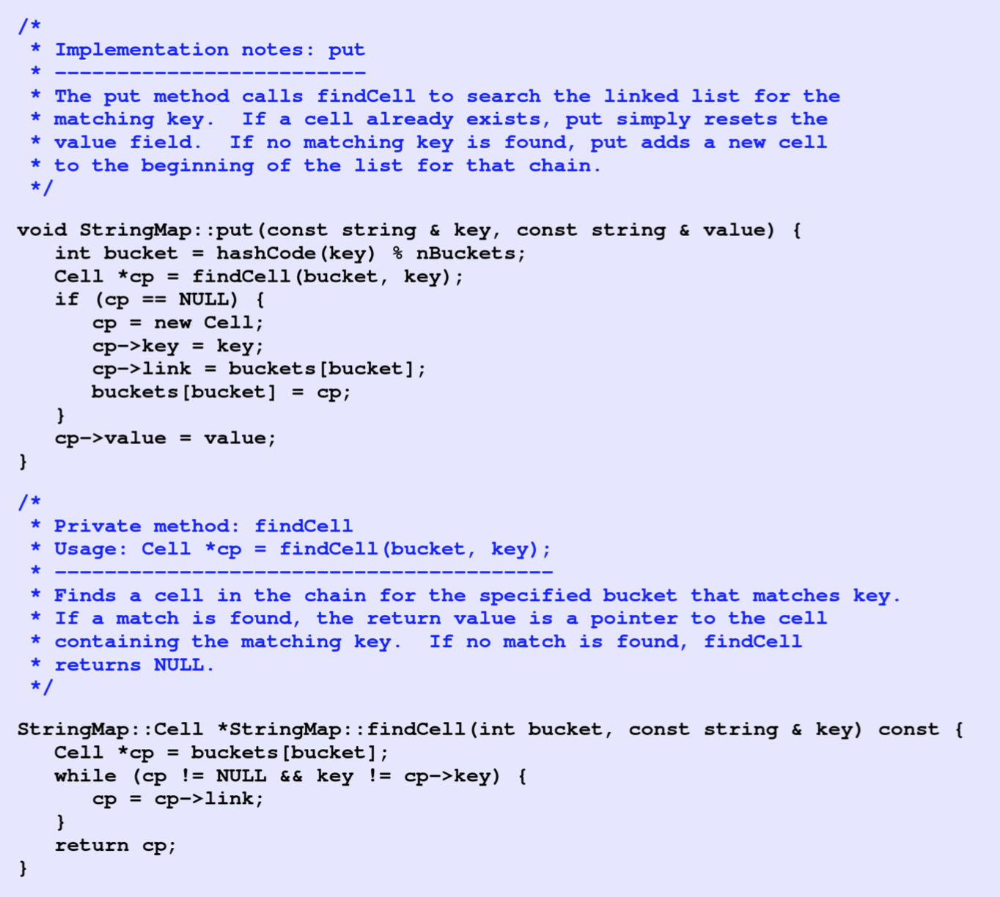 /*
 * Implementation notes: put
 * -------------------------
 * The put method calls findCell to search the linked list for the
 * matching key.  If a cell already exists, put simply resets the
 * value field.  If no matching key is found, put adds a new cell
 * to the beginning of the list for that chain.
 */

void StringMap::put(const string & key, const string & value) {
   int bucket = hashCode(key) % nBuckets;
   Cell *cp = findCell(bucket, key);
   if (cp == NULL) {
      cp = new Cell;
      cp->key = key;
      cp->link = buckets[bucket];
      buckets[bucket] = cp;
   }
   cp->value = value;
}

/*
 * Private method: findCell
 * Usage: Cell *cp = findCell(bucket, key);
 * ----------------------------------------
 * Finds a cell in the chain for the specified bucket that matches key.
 * If a match is found, the return value is a pointer to the cell
 * containing the matching key.  If no match is found, findCell
 * returns NULL.
 */

StringMap::Cell *StringMap::findCell(int bucket, const string & key) const {
   Cell *cp = buckets[bucket];
   while (cp != NULL && key != cp->key) {
      cp = cp->link;
   }
   return cp;
}